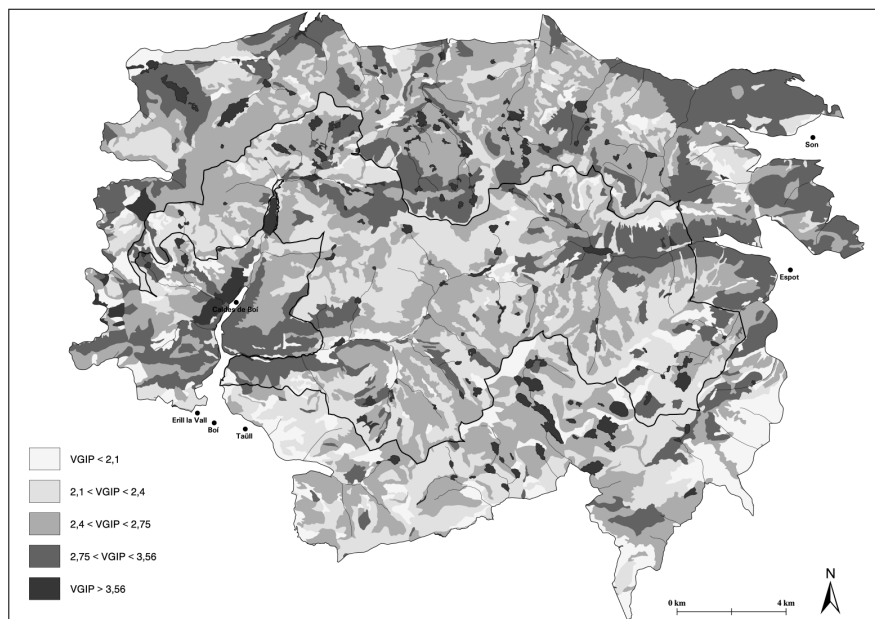 Son
Espot
Caldes de Boí
Erill la Vall
Boí
Taüll
VGIP < 2,1
2,1 < VGIP < 2,4
2,4 < VGIP < 2,75
2,75 < VGIP < 3,56
VGIP > 3,56
N
0 km 4 km